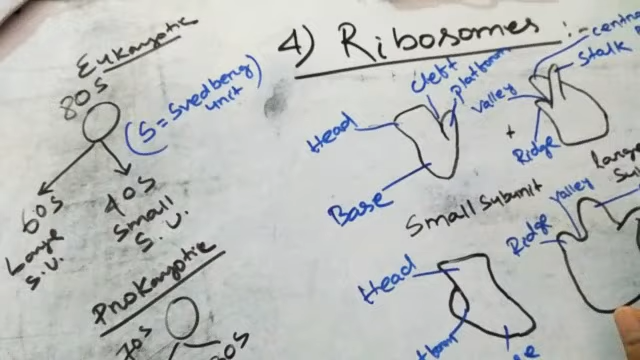 4) Ribosomes :-
Eukaryotic
80S
(S = Svedberg
unit)
60S
Large
S.U.
40S
Small
S.U.
Prokaryotic
70S
Head
Cleft
Platform
Base
Small Subunit
Valley
Stalk
+
Ridge
Head
Ridge
Valley